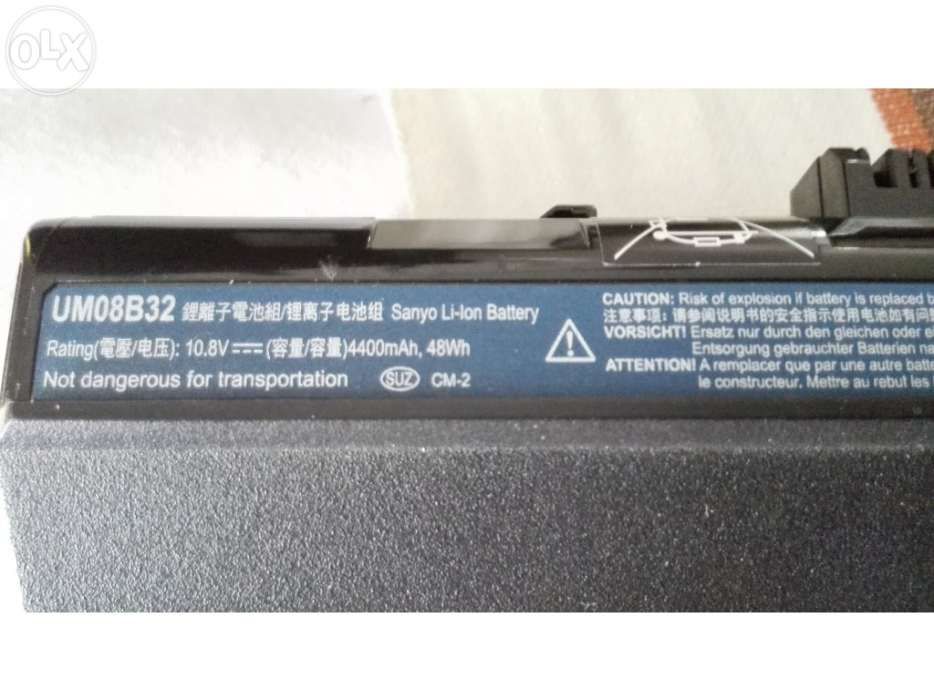 OLX
UM08B32 鋰離子電池組/锂离子电池组 Sanyo Li-Ion Battery
Rating(電壓/电压): 10.8V (容量/容量)4400mAh, 48Wh
Not dangerous for transportation SUZ CM-2
CAUTION: Risk of explosion if battery is replaced b
注意事項: 请參阅说明书的安全指示使用电池如有问
VORSICHT! Ersatz nur durch den gleichen oder e
Entsorgung gebrauchter Batterien na
ATTENTION! A remplacer que par une autre batte
le constructeur. Mettre au rebut les